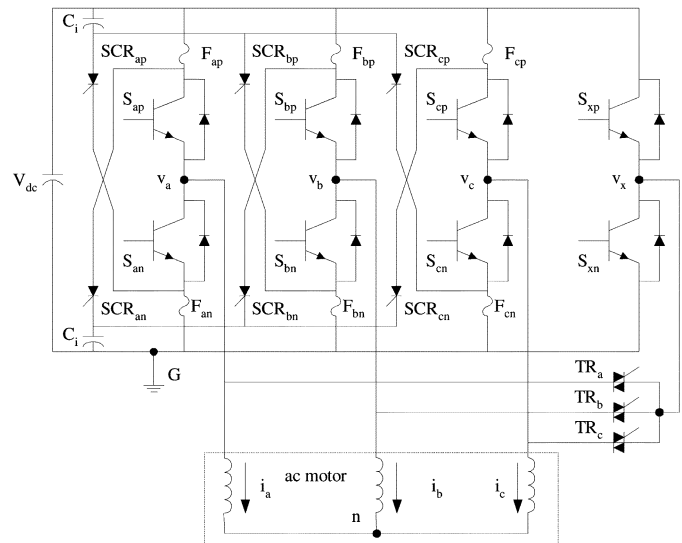 C_i
SCR_ap F_ap SCR_bp F_bp SCR_cp F_cp
S_ap S_bp S_cp S_xp
V_dc v_a v_b v_c v_x
S_an S_bn S_cn S_xn
SCR_an F_an SCR_bn F_bn SCR_cn F_cn
C_i
G
TR_a
TR_b
TR_c
ac motor
i_a i_b i_c
n